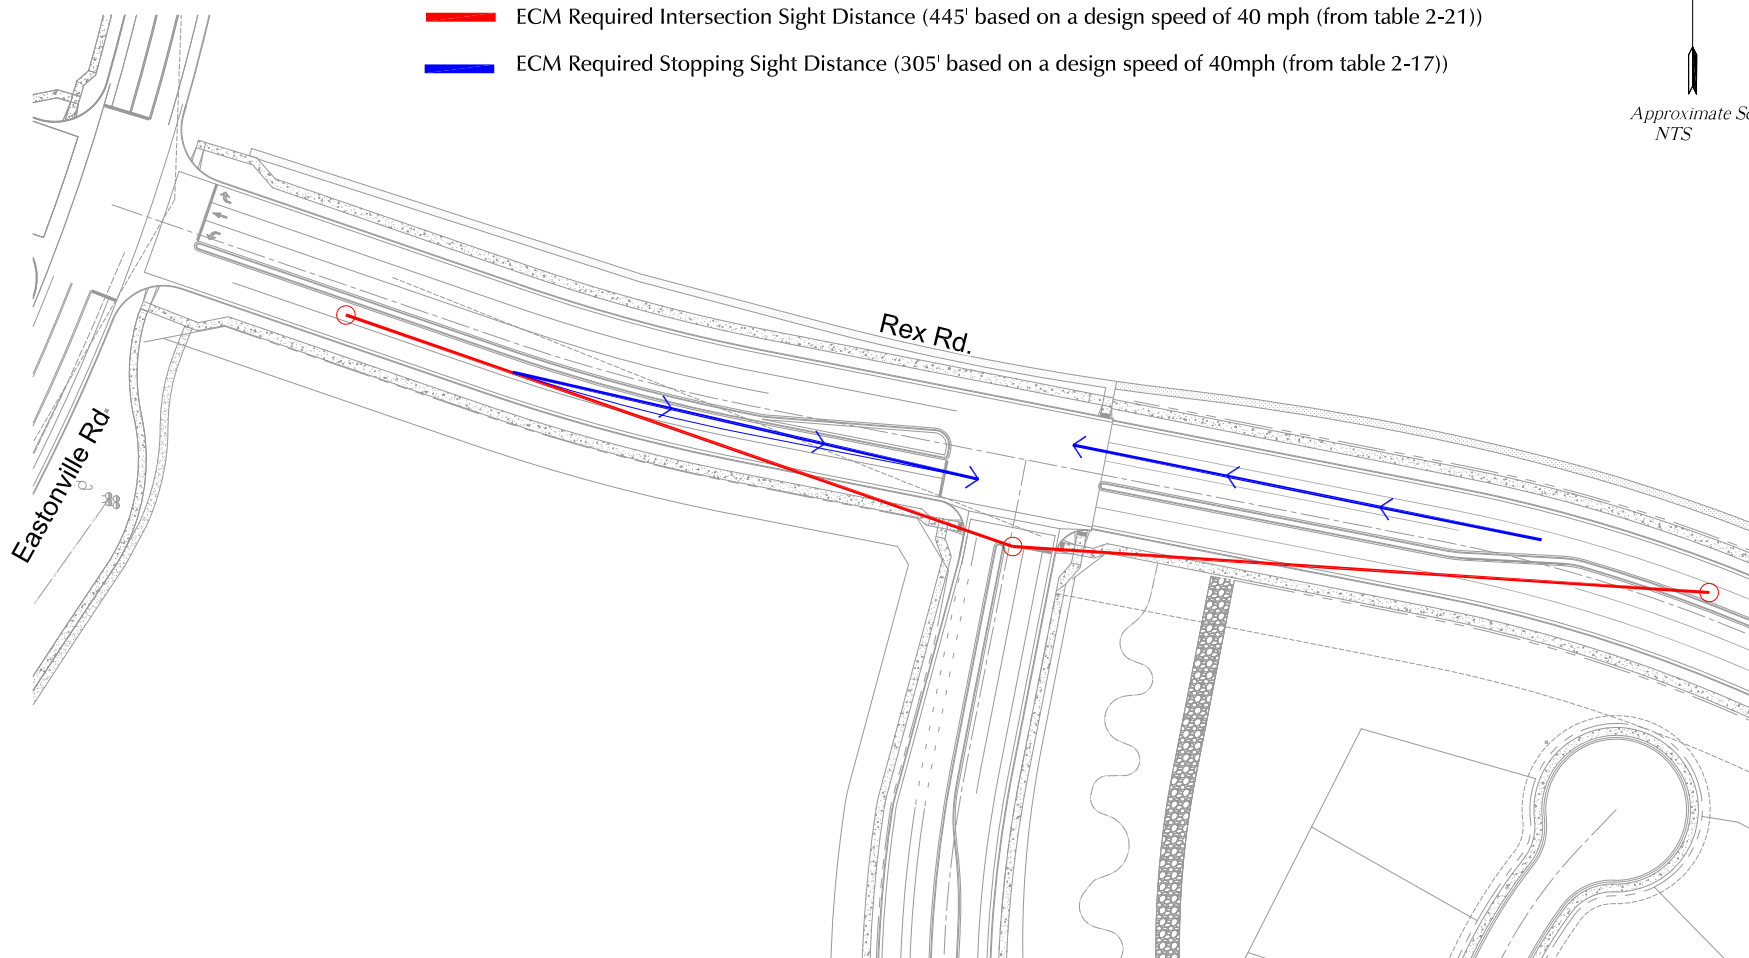 ECM Required Intersection Sight Distance (445' based on a design speed of 40 mph (from table 2-21))
ECM Required Stopping Sight Distance (305' based on a design speed of 40mph (from table 2-17))
Approximate Sc
NTS
Rex Rd.
Eastonville Rd